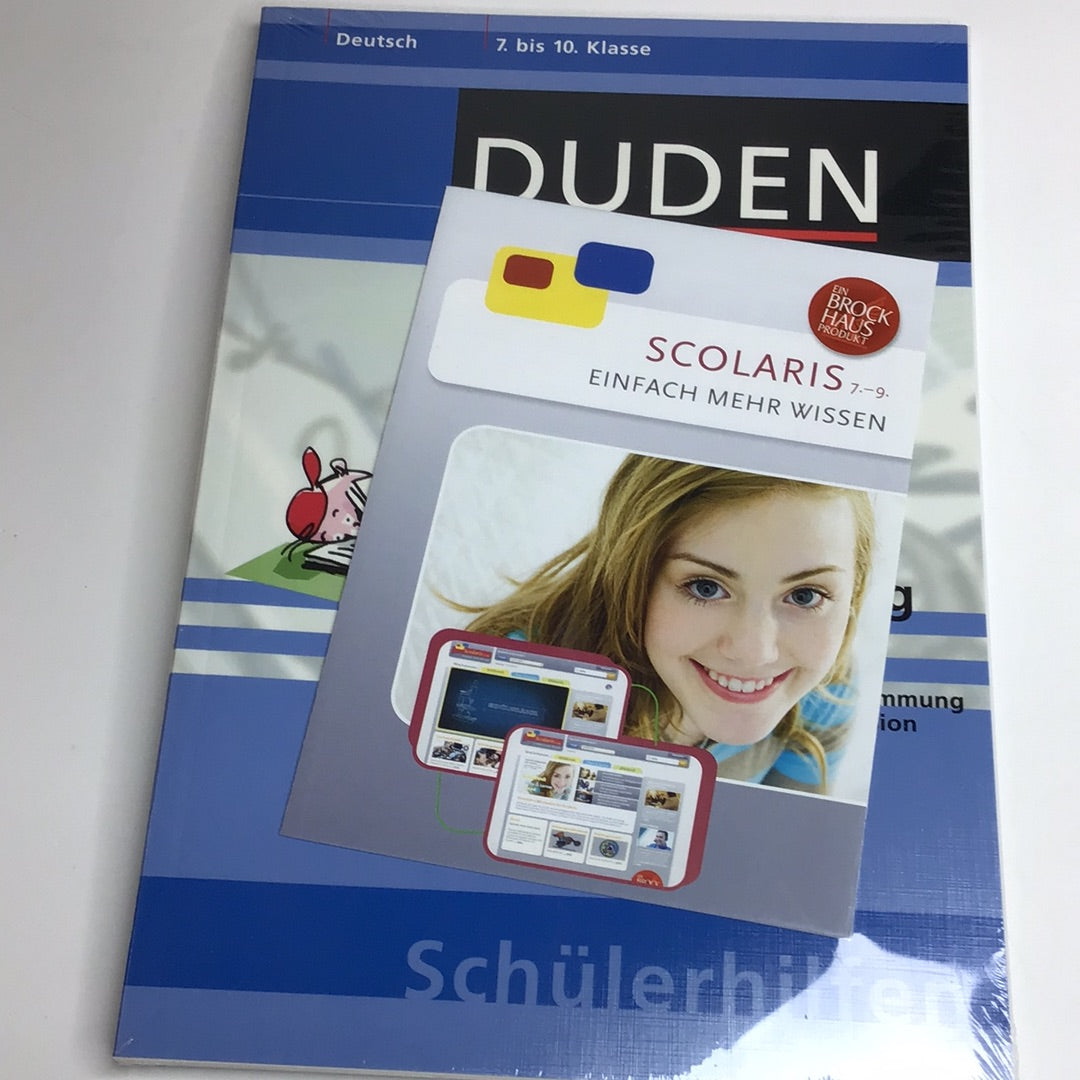 Deutsch
7. bis 10. Klasse
DUDEN
EIN
BROCK
HAUS
PRODUKT
SCOLARIS 7.–9.
EINFACH MEHR WISSEN
g
mmung
ion
Schülerhilfen